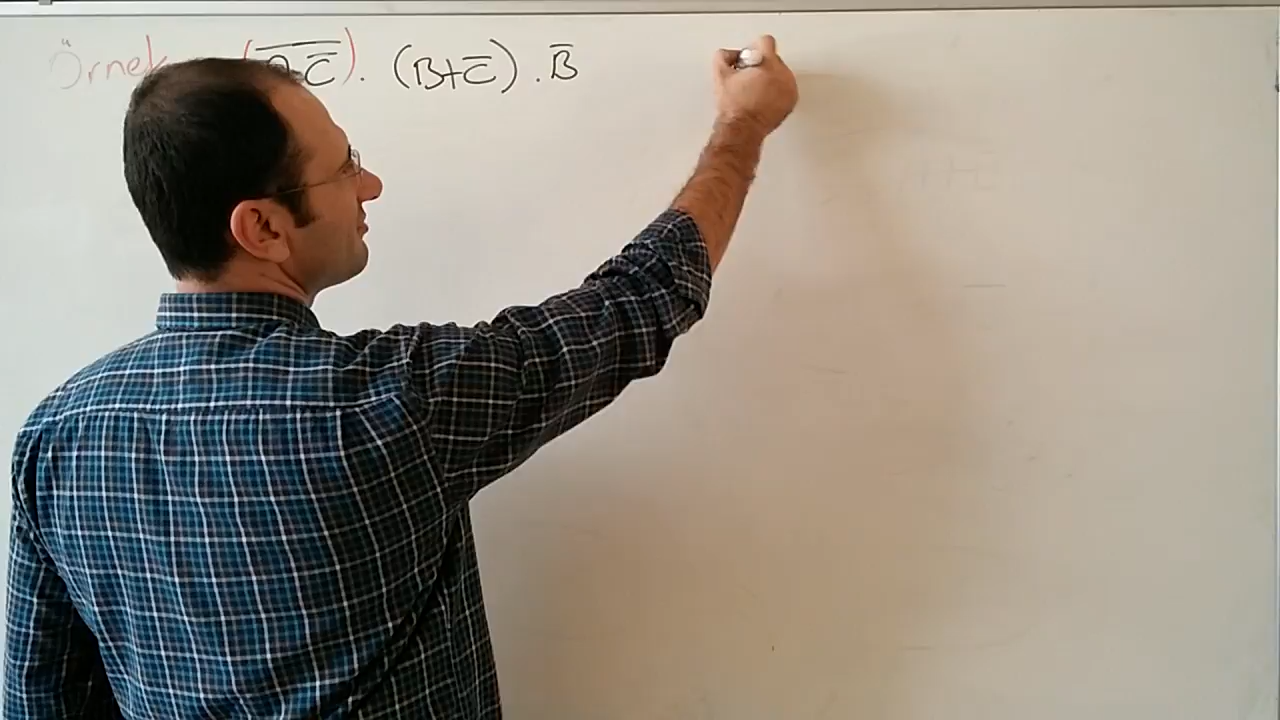 Örnek (C̅). (B+C̅) . B̅